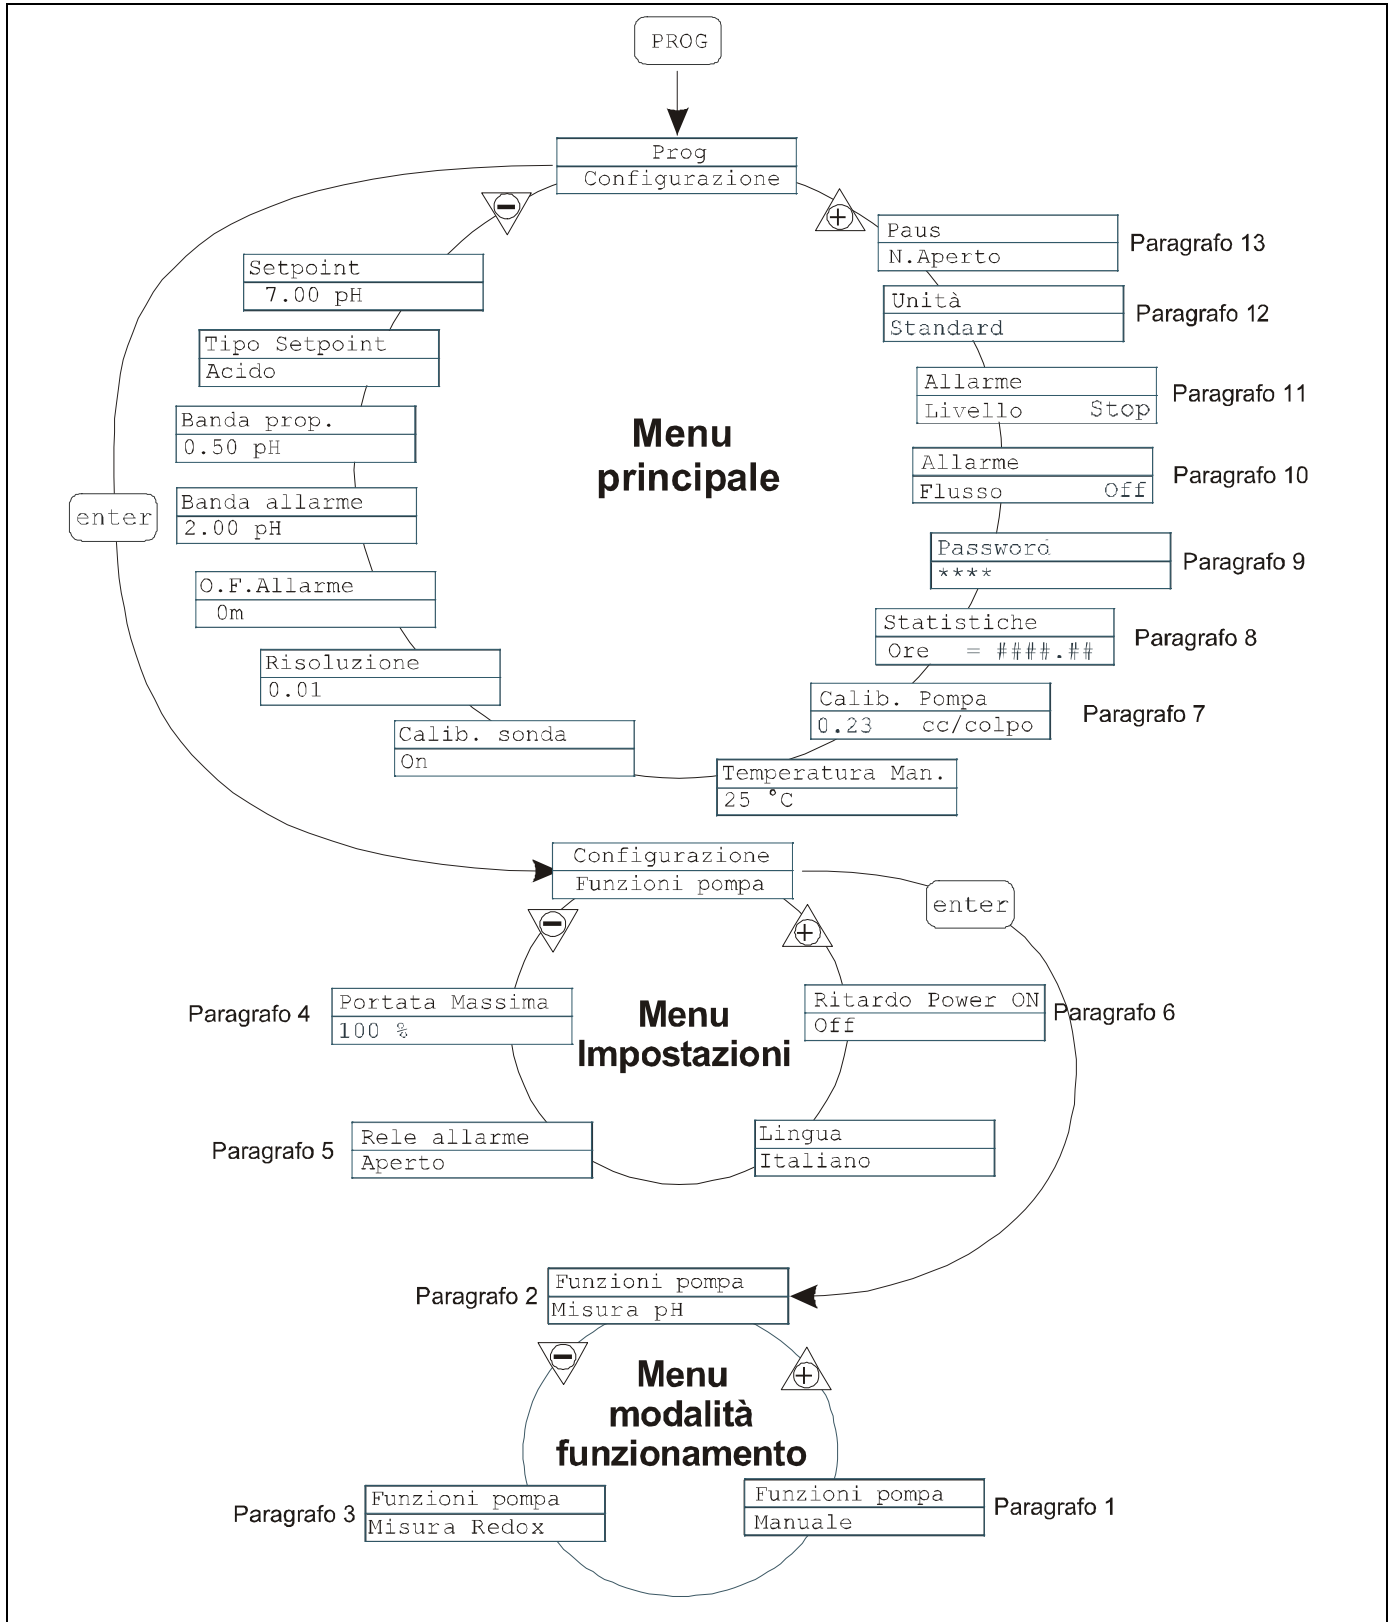 PROG
Prog
Configurazione
Setpoint
7.00 pH
Tipo Setpoint
Acido
Banda prop.
0.50 pH
Banda allarme
2.00 pH
O.F.Allarme
0m
Risoluzione
0.01
Calib. sonda
On
enter
Menu
principale
Paus
N.Aperto
Paragrafo 13
Unità
Standard
Paragrafo 12
Allarme
Livello Stop
Paragrafo 11
Allarme
Flusso Off
Paragrafo 10
Password
****
Paragrafo 9
Statistiche
Ore = ####.##
Paragrafo 8
Calib. Pompa
0.23 cc/colpo
Paragrafo 7
Temperatura Man.
25 °C
Configurazione
Funzioni pompa
enter
Paragrafo 4
Portata Massima
100 %
Menu
Impostazioni
Ritardo Power ON
Off
Paragrafo 6
Paragrafo 5
Rele allarme
Aperto
Lingua
Italiano
Paragrafo 2
Funzioni pompa
Misura pH
Menu
modalità
funzionamento
Paragrafo 3
Funzioni pompa
Misura Redox
Funzioni pompa
Manuale
Paragrafo 1